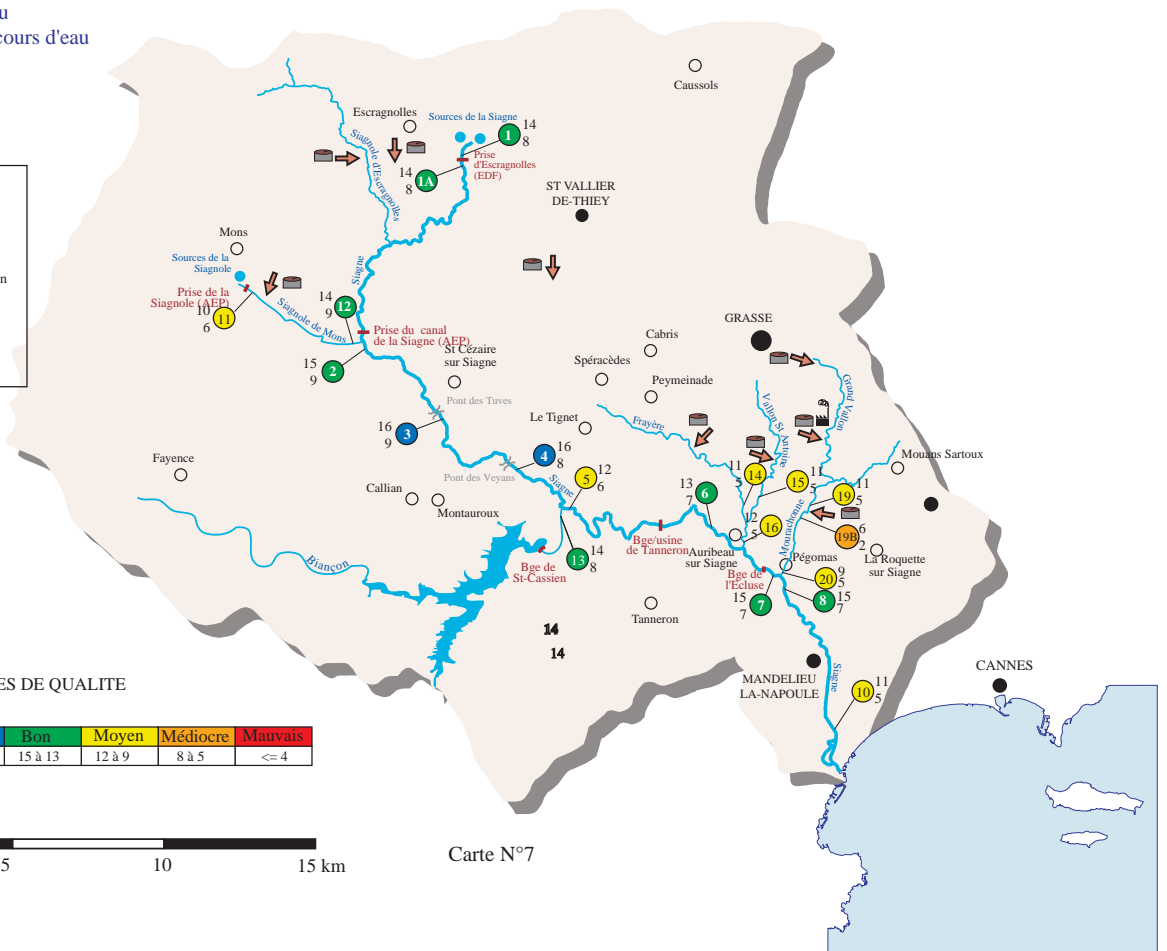 u
cours d'eau
n
Caussols
Escragnolles
Sources de la Siagne
1
14
8
Prise
d'Escragnolles
(EDF)
14
8
1A
Siagnole d'Escragnolles
ST VALLIER
DE-THIEY
Mons
Sources de la
Siagnole
Prise de la
Siagnole (AEP)
10
6
11
Siagnole de Mons
Siagne
14
9
12
Prise du canal
de la Siagne (AEP)
15
9
2
St Cézaire
sur Siagne
GRASSE
Cabris
Spéracèdes
Peymeinade
Pont des Tuves
16
9
3
Le Tignet
Frayère
Vallon St Antoine
Grand Vallon
Mouans Sartoux
Fayence
Callian
Montauroux
Pont des Veyans
4
16
8
Siagne
5
12
6
13
7
6
11
5
14
15
11
5
19
11
5
Mourachonne
12
5
16
19B
6
2
La Roquette
sur Siagne
Bge/usine
de Tanneron
Auribeau
sur Siagne
Pégomas
Biançon
Bge de
St-Cassien
13
14
8
Bge de
l'Ecluse
20
9
5
15
7
7
8
15
7
Tanneron
14
14
MANDELIEU
LA-NAPOULE
Siagne
10
11
5
CANNES
ES DE QUALITE
Bon Moyen Médiocre Mauvais
15 à 13 12 à 9 8 à 5 <= 4
5 10 15 km
Carte N°7